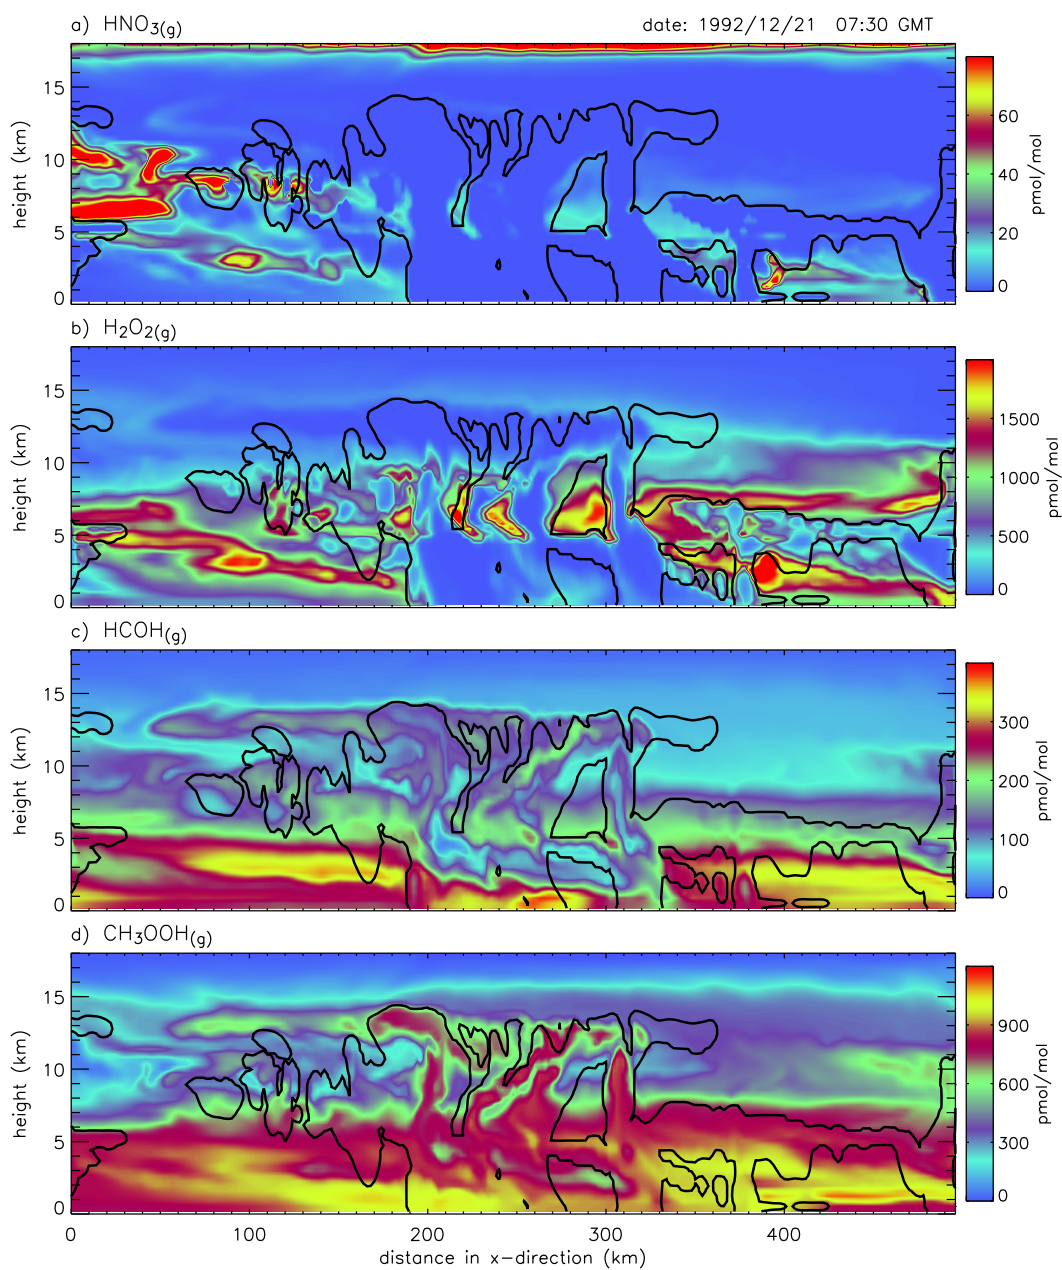 a) HNO3(g) date: 1992/12/21 07:30 GMT
15
10
5
0
height (km)
60
40
20
0
pmol/mol
b) H2O2(g)
15
10
5
0
height (km)
1500
1000
500
0
pmol/mol
c) HCOH(g)
15
10
5
0
height (km)
300
200
100
0
pmol/mol
d) CH3OOH(g)
15
10
5
0
height (km)
900
600
300
0
pmol/mol
0 100 200 300 400
distance in x-direction (km)